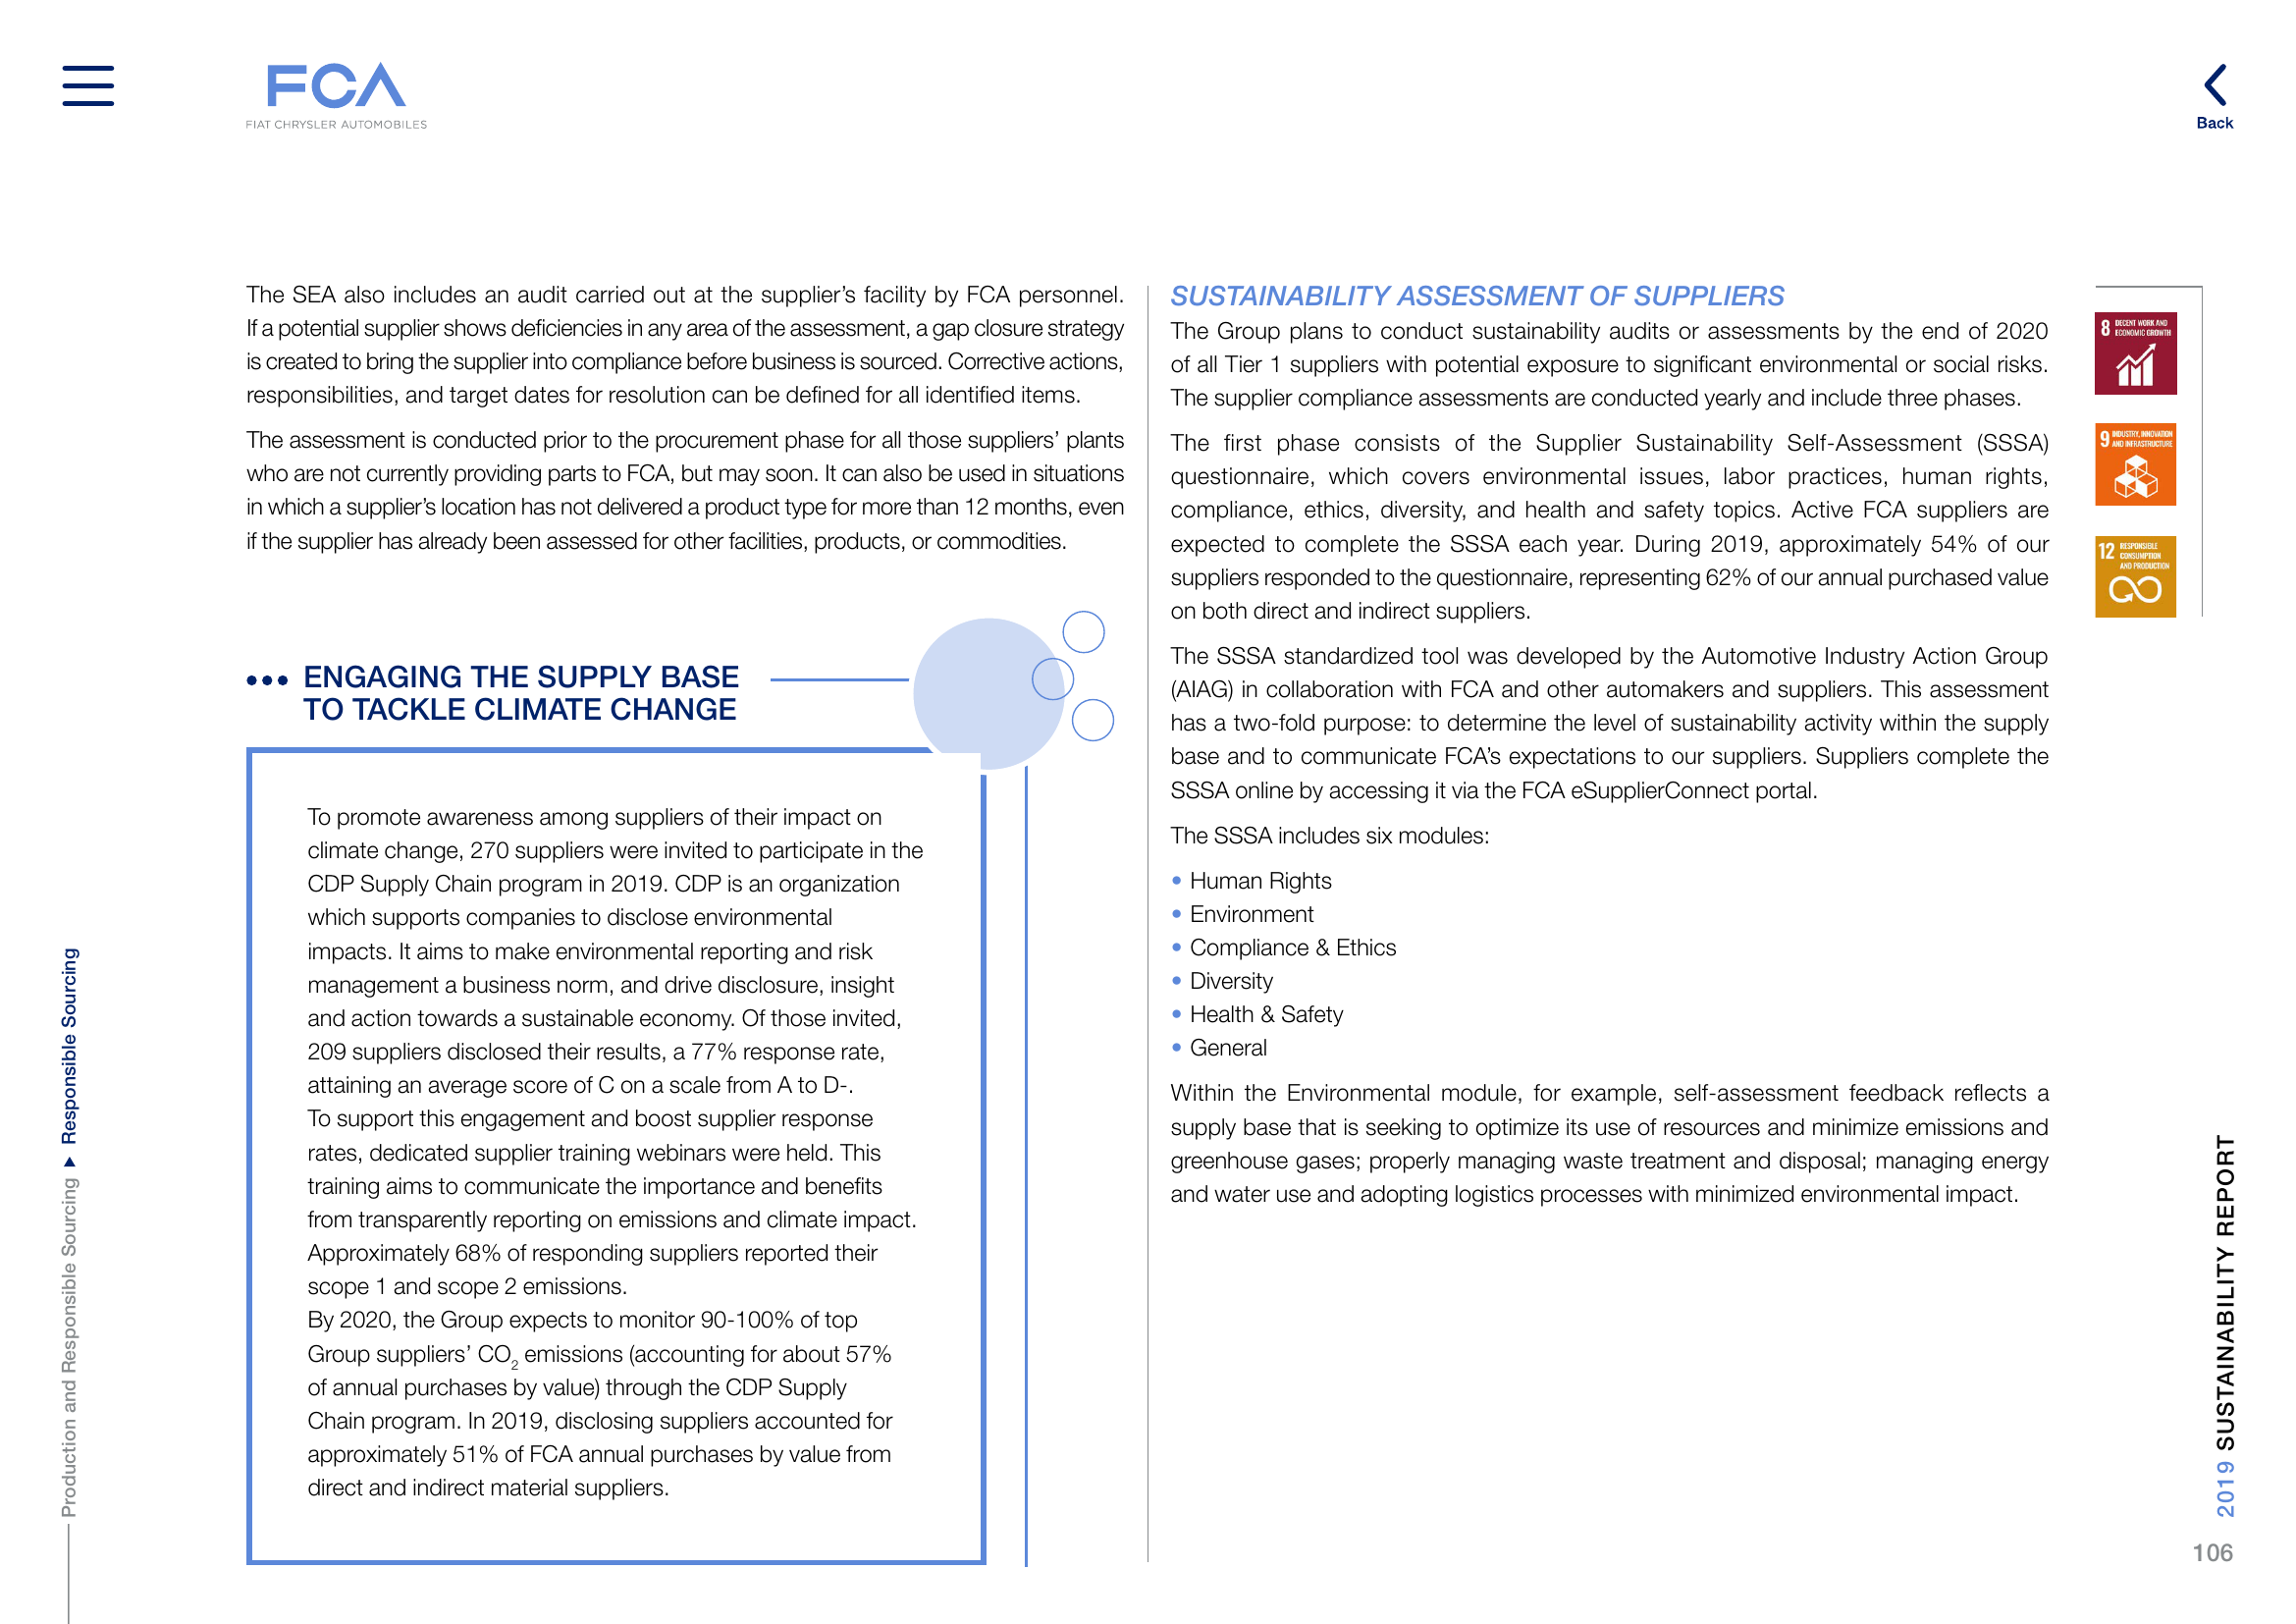 FCA
FIAT CHRYSLER AUTOMOBILES
Back
The SEA also includes an audit carried out at the supplier’s facility by FCA personnel.
If a potential supplier shows deficiencies in any area of the assessment, a gap closure strategy
is created to bring the supplier into compliance before business is sourced. Corrective actions,
responsibilities, and target dates for resolution can be defined for all identified items.
The assessment is conducted prior to the procurement phase for all those suppliers’ plants
who are not currently providing parts to FCA, but may soon. It can also be used in situations
in which a supplier’s location has not delivered a product type for more than 12 months, even
if the supplier has already been assessed for other facilities, products, or commodities.
ENGAGING THE SUPPLY BASE
TO TACKLE CLIMATE CHANGE
To promote awareness among suppliers of their impact on
climate change, 270 suppliers were invited to participate in the
CDP Supply Chain program in 2019. CDP is an organization
which supports companies to disclose environmental
impacts. It aims to make environmental reporting and risk
management a business norm, and drive disclosure, insight
and action towards a sustainable economy. Of those invited,
209 suppliers disclosed their results, a 77% response rate,
attaining an average score of C on a scale from A to D-.
To support this engagement and boost supplier response
rates, dedicated supplier training webinars were held. This
training aims to communicate the importance and benefits
from transparently reporting on emissions and climate impact.
Approximately 68% of responding suppliers reported their
scope 1 and scope 2 emissions.
By 2020, the Group expects to monitor 90-100% of top
Group suppliers’ CO₂ emissions (accounting for about 57%
of annual purchases by value) through the CDP Supply
Chain program. In 2019, disclosing suppliers accounted for
approximately 51% of FCA annual purchases by value from
direct and indirect material suppliers.
SUSTAINABILITY ASSESSMENT OF SUPPLIERS
The Group plans to conduct sustainability audits or assessments by the end of 2020
of all Tier 1 suppliers with potential exposure to significant environmental or social risks.
The supplier compliance assessments are conducted yearly and include three phases.
The first phase consists of the Supplier Sustainability Self-Assessment (SSSA)
questionnaire, which covers environmental issues, labor practices, human rights,
compliance, ethics, diversity, and health and safety topics. Active FCA suppliers are
expected to complete the SSSA each year. During 2019, approximately 54% of our
suppliers responded to the questionnaire, representing 62% of our annual purchased value
on both direct and indirect suppliers.
The SSSA standardized tool was developed by the Automotive Industry Action Group
(AIAG) in collaboration with FCA and other automakers and suppliers. This assessment
has a two-fold purpose: to determine the level of sustainability activity within the supply
base and to communicate FCA’s expectations to our suppliers. Suppliers complete the
SSSA online by accessing it via the FCA eSupplierConnect portal.
The SSSA includes six modules:
• Human Rights
• Environment
• Compliance & Ethics
• Diversity
• Health & Safety
• General
Within the Environmental module, for example, self-assessment feedback reflects a
supply base that is seeking to optimize its use of resources and minimize emissions and
greenhouse gases; properly managing waste treatment and disposal; managing energy
and water use and adopting logistics processes with minimized environmental impact.
8 DECENT WORK AND
ECONOMIC GROWTH
9 INDUSTRY, INNOVATION
AND INFRASTRUCTURE
12 RESPONSIBLE
CONSUMPTION
AND PRODUCTION
Production and Responsible Sourcing ▶ Responsible Sourcing
2019 SUSTAINABILITY REPORT
106